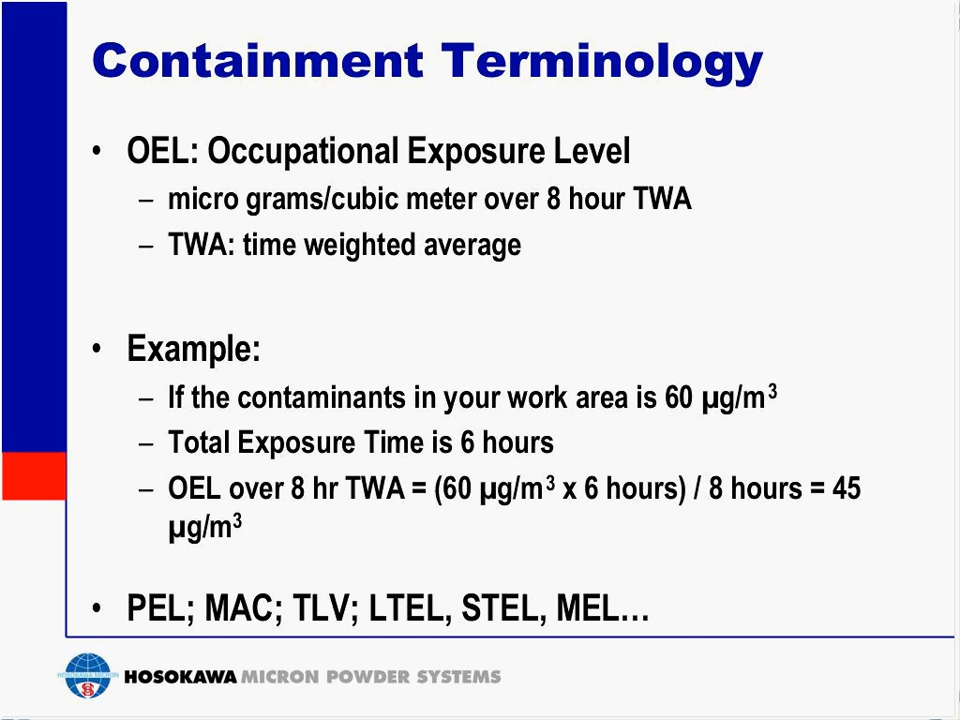 Containment Terminology
• OEL: Occupational Exposure Level
– micro grams/cubic meter over 8 hour TWA
– TWA: time weighted average
• Example:
– If the contaminants in your work area is 60 µg/m³
– Total Exposure Time is 6 hours
– OEL over 8 hr TWA = (60 µg/m³ x 6 hours) / 8 hours = 45
µg/m³
• PEL; MAC; TLV; LTEL, STEL, MEL…
HOSOKAWA MICRON
HOSOKAWA MICRON POWDER SYSTEMS